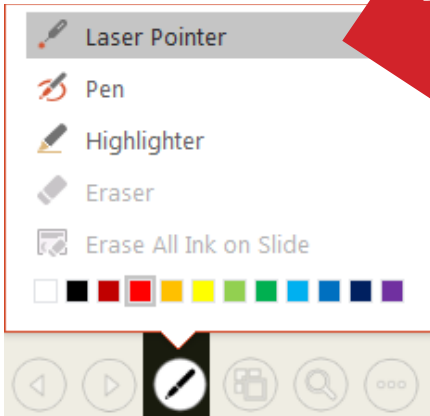 Laser Pointer
Pen
Highlighter
Eraser
Erase All Ink on Slide